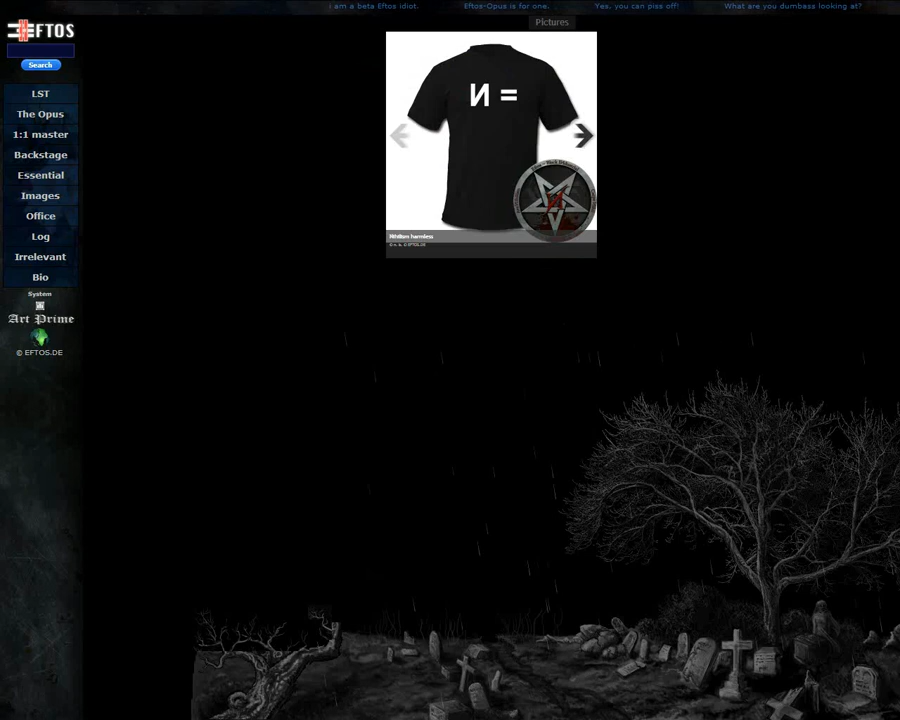 i am a beta Eftos idiot. Eftos-Opus is for one. Yes, you can piss off! What are you dumbass looking at?
Pictures
EFTOS
Search
LST
The Opus
1:1 master
Backstage
Essential
Images
Office
Log
Irrelevant
Bio
System
Art Prime
© EFTOS.DE
И =
Nihilism harmless